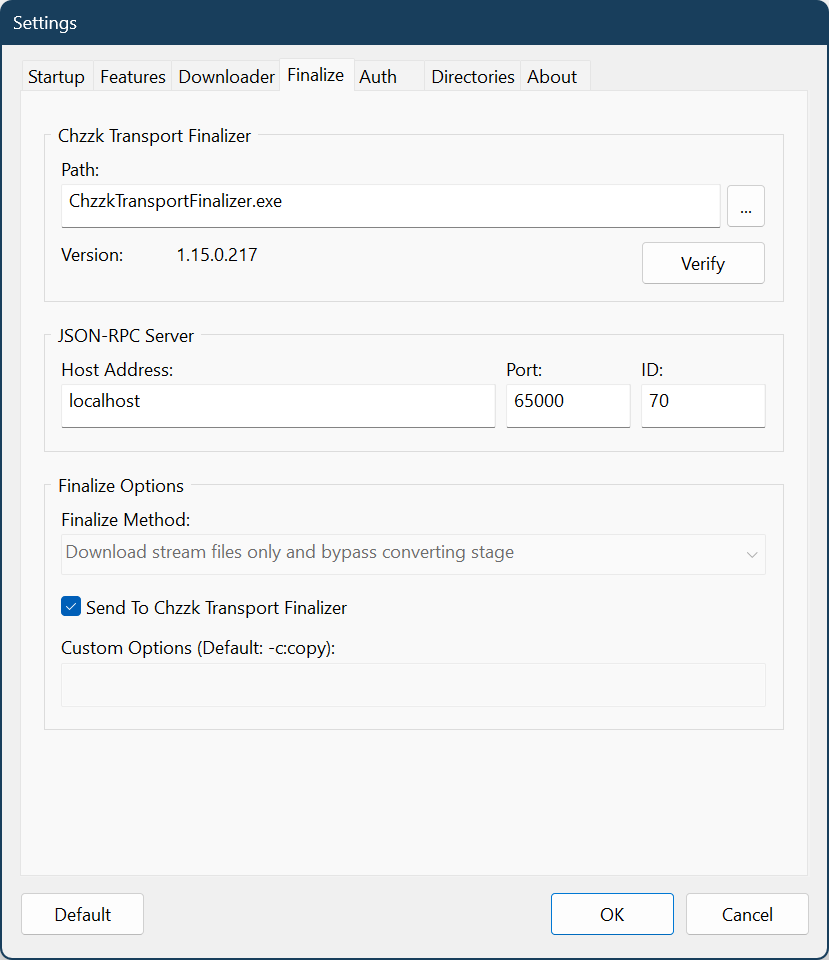 Settings
Startup Features Downloader Finalize Auth Directories About
Chzzk Transport Finalizer
Path:
ChzzkTransportFinalizer.exe ...
Version: 1.15.0.217
Verify
JSON-RPC Server
Host Address: Port: ID:
localhost 65000 70
Finalize Options
Finalize Method:
Download stream files only and bypass converting stage
Send To Chzzk Transport Finalizer
Custom Options (Default: -c:copy):
Default OK Cancel